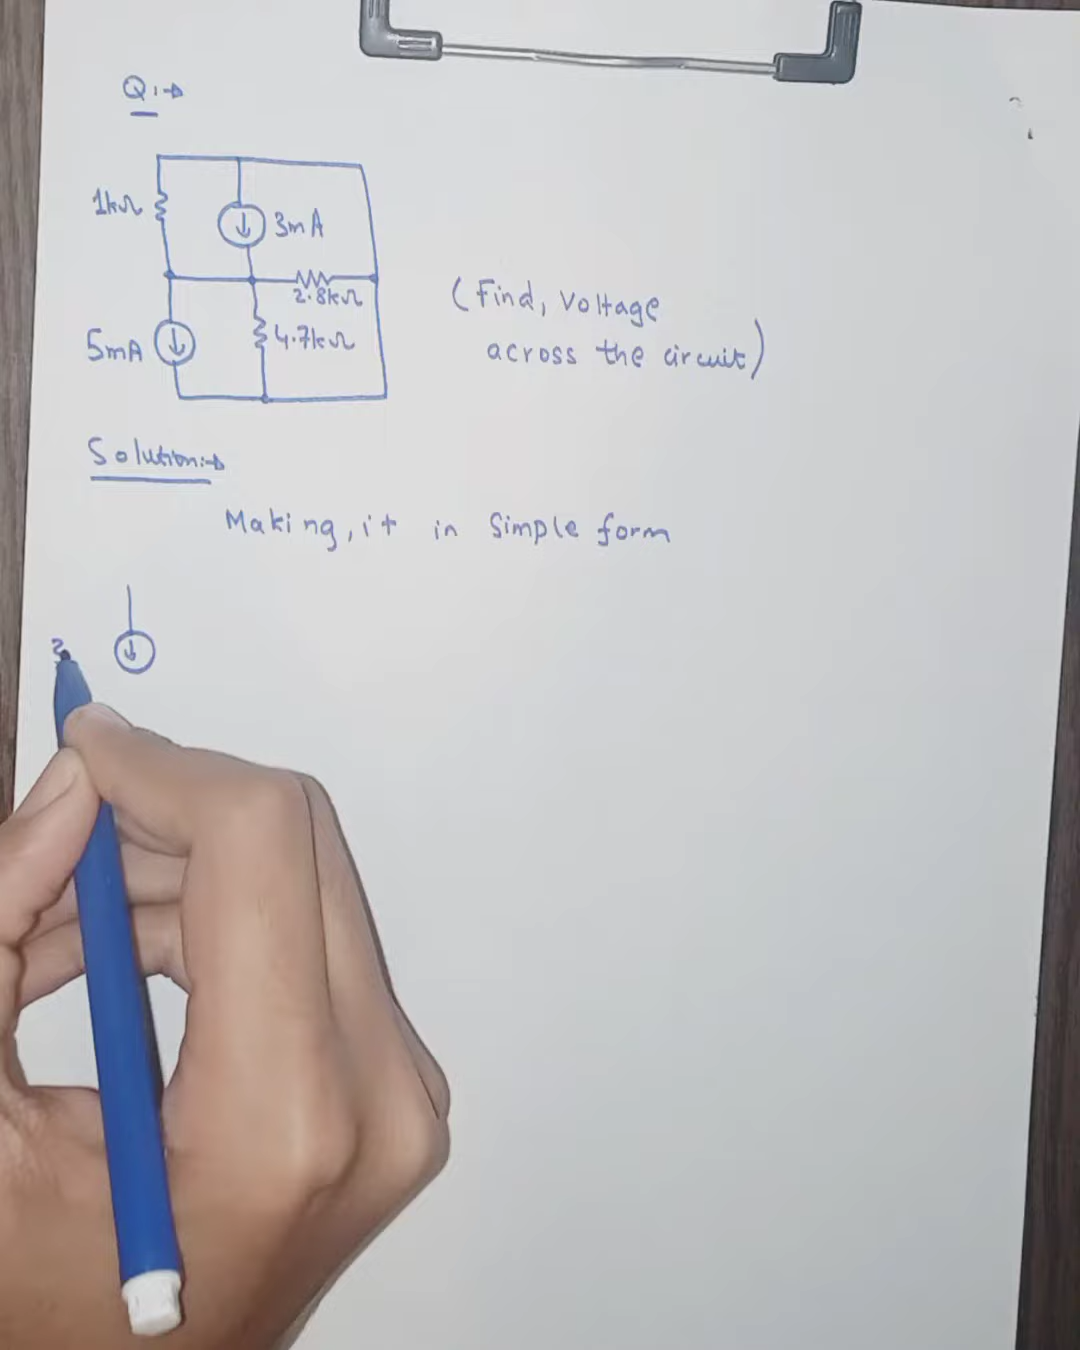 Q:→
1kΩ
3mA
2.8kΩ
5mA
4.7kΩ
(Find, Voltage
across the circuit)
Solution:→
Making, it in Simple form